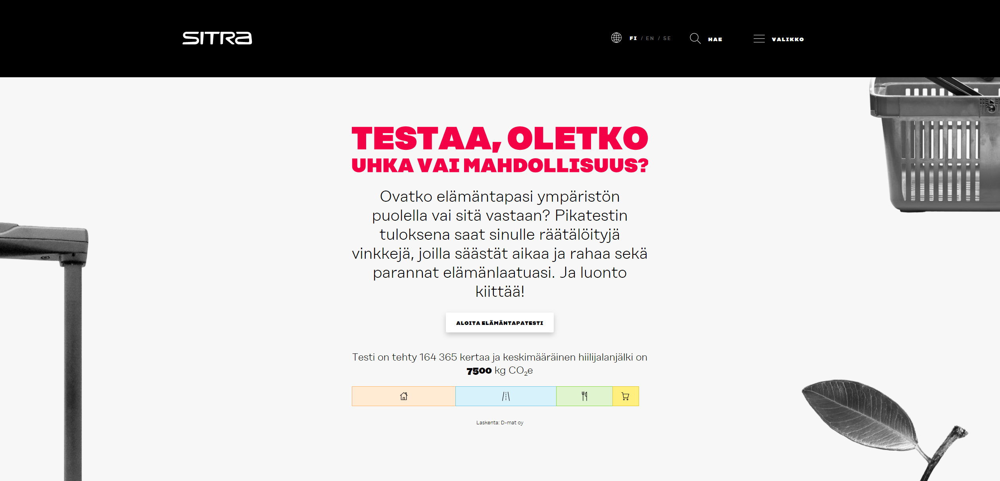 SITRA
FI / EN / SE
HAE
VALIKKO
TESTAA, OLETKO
UHKA VAI MAHDOLLISUUS?
Ovatko elämäntapasi ympäristön
puolella vai sitä vastaan? Pikatestin
tuloksena saat sinulle räätälöityjä
vinkkejä, joilla säästät aikaa ja rahaa sekä
parannat elämänlaatuasi. Ja luonto
kiittää!
ALOITA ELÄMÄNTAPATESTI
Testi on tehty 164 365 kertaa ja keskimääräinen hiilijalanjälki on
7500 kg CO₂e
Laskenta: D-mat oy